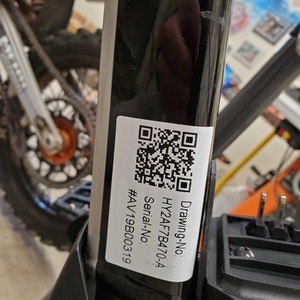 Drawing-No:
HY2AF7B470-A
Serial-No:
#AV19B00319